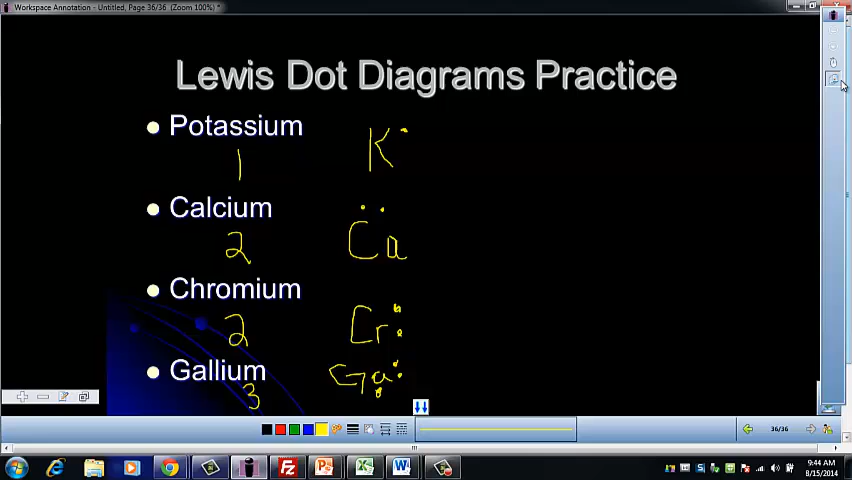 Workspace Annotation - Untitled, Page 36/36 (Zoom 100%) *
Lewis Dot Diagrams Practice
Potassium K
1
Calcium Ca
2
Chromium Cr
2
Gallium Ga
3
36/36
9:44 AM
8/15/2014